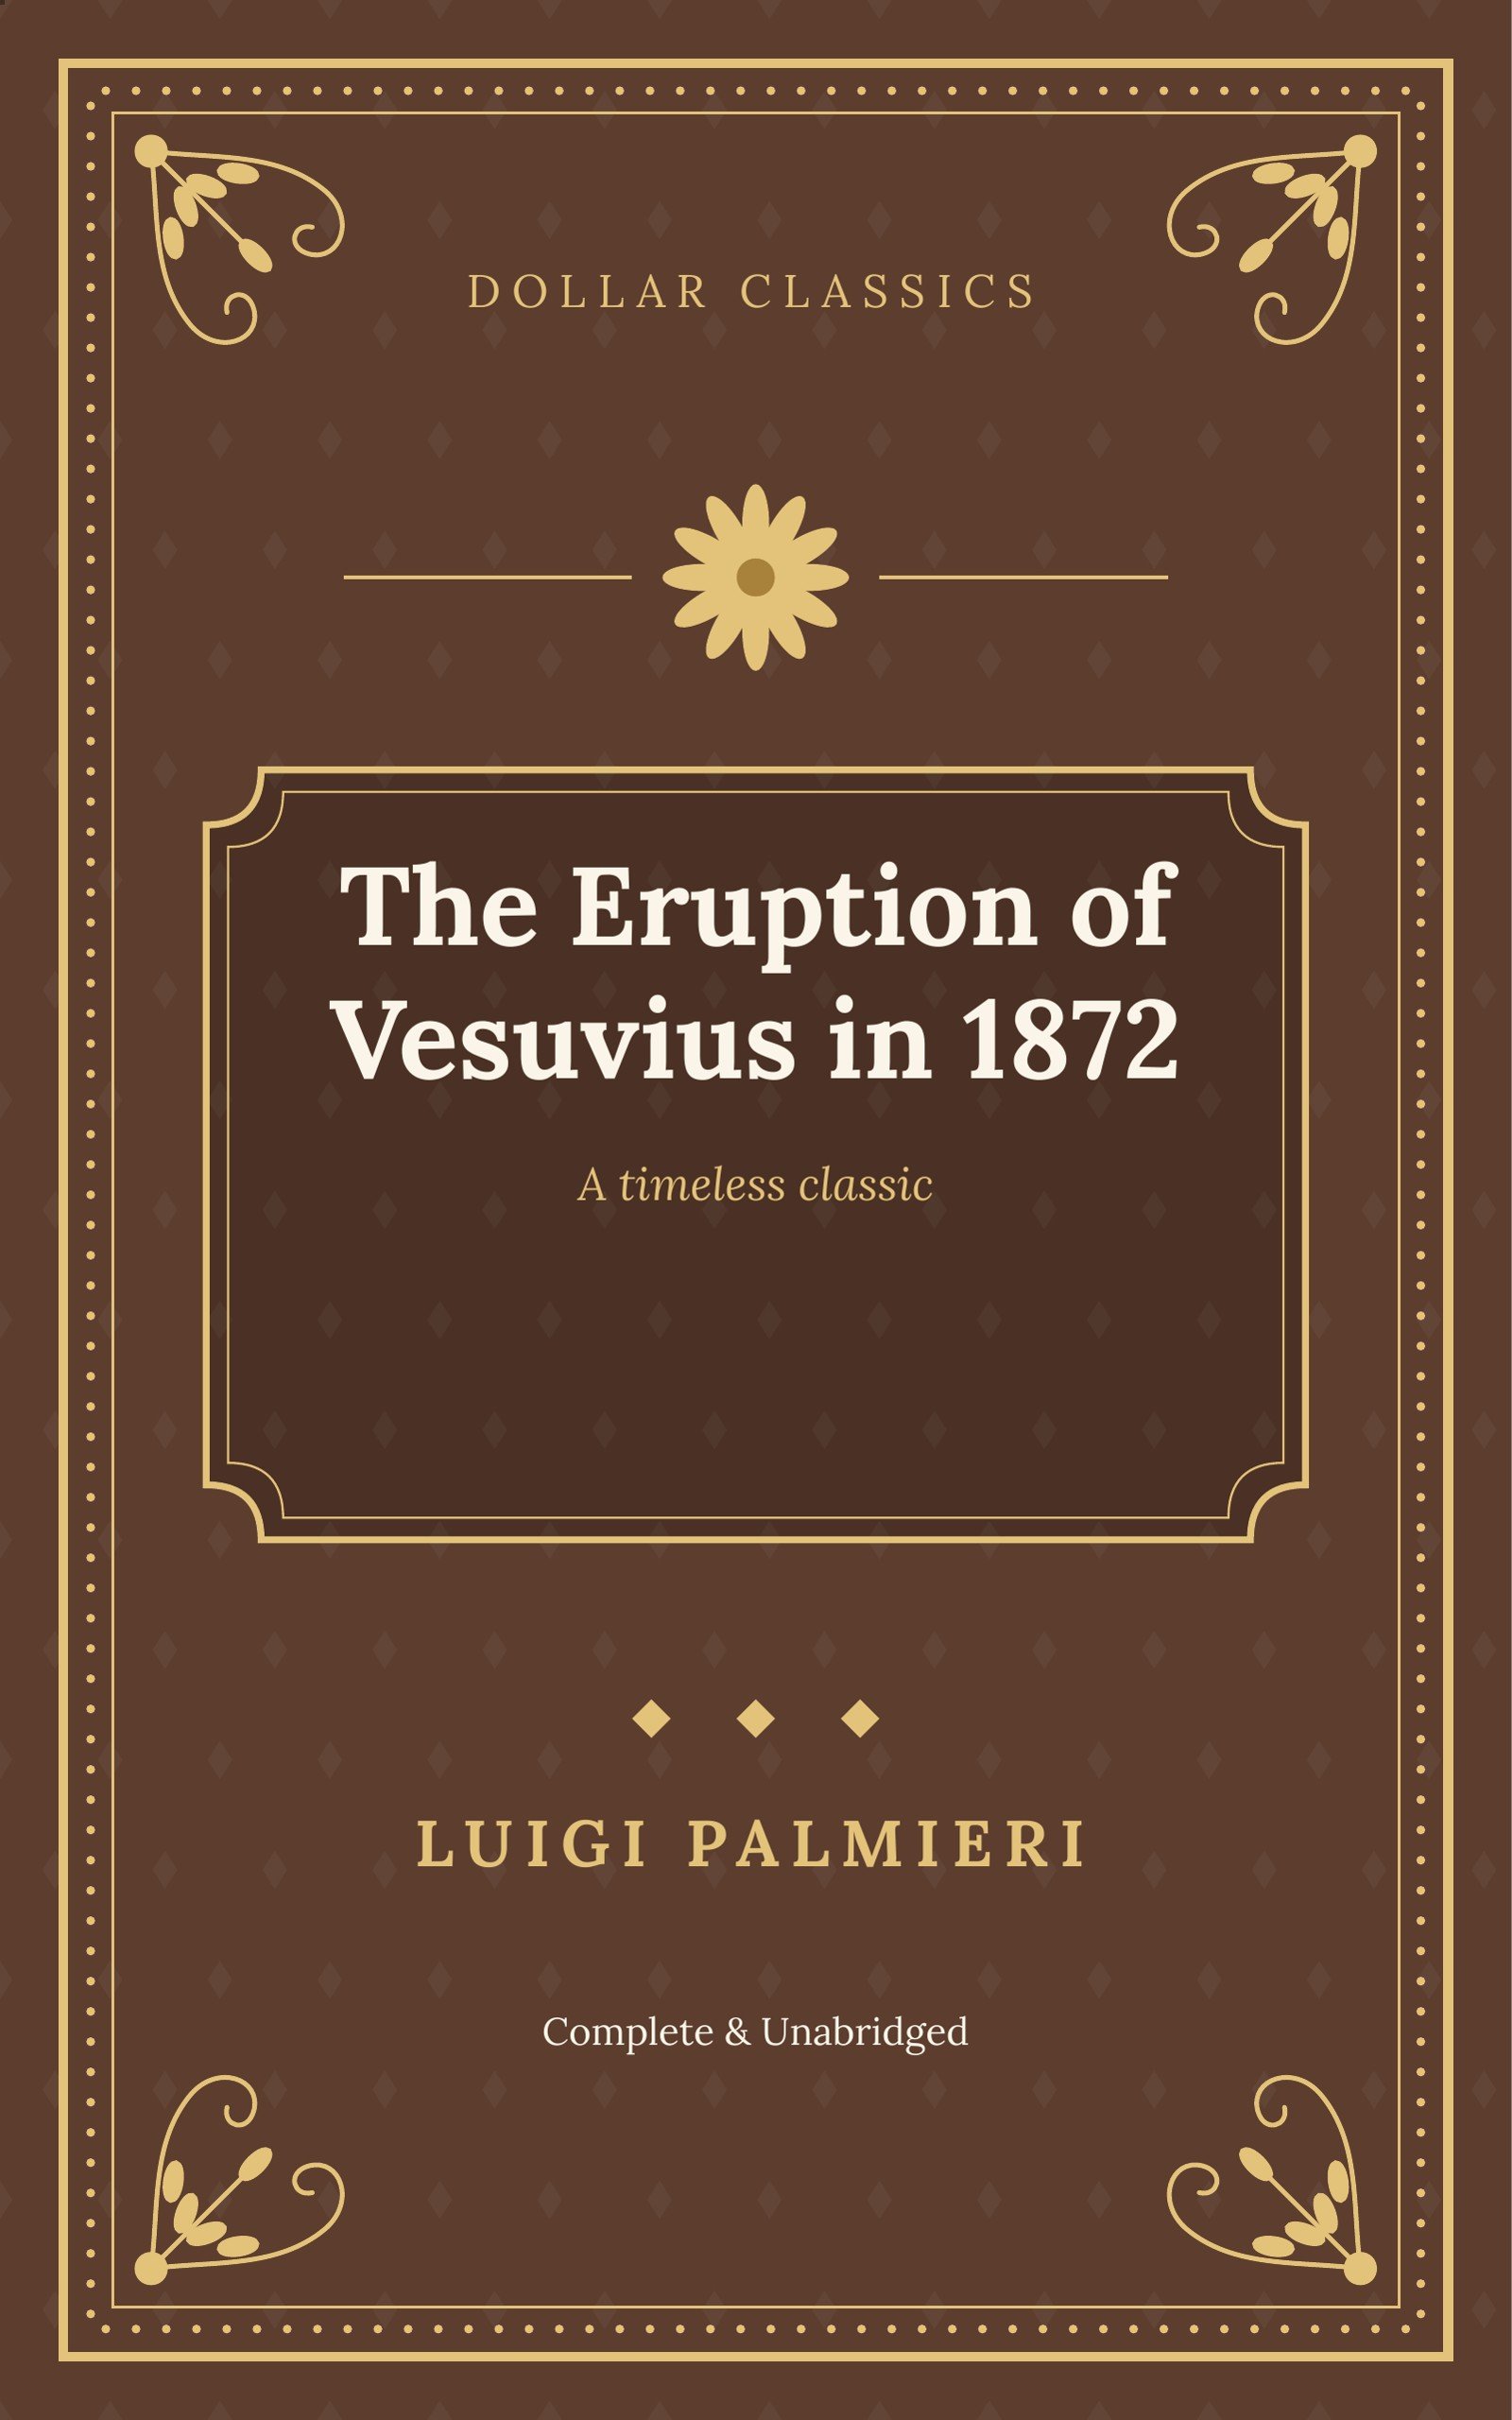 DOLLAR CLASSICS
The Eruption of
Vesuvius in 1872
A timeless classic
LUIGI PALMIERI
Complete & Unabridged